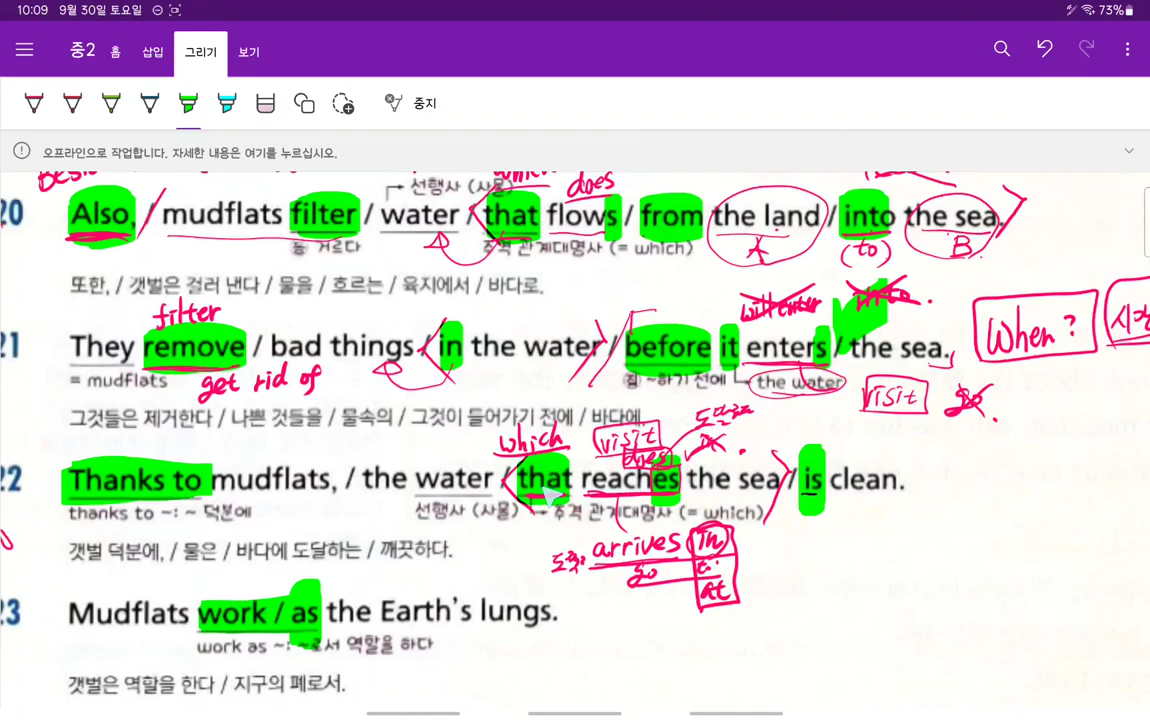 10:09 9월 30일 토요일 73%
중2 홈 삽입 그리기 보기
중지
오프라인으로 작업합니다. 자세한 내용은 여기를 누르십시오.
선행사 (사물) does
20 Also, / mudflats filter / water / that flows / from the land / into the sea.
동 거르다 주격 관계대명사 (= which) A (to) B
또한, / 갯벌은 걸러 낸다 / 물을 / 흐르는 / 육지에서 / 바다로.
filter will enter When?
21 They remove / bad things / in the water / before it enters / the sea.
= mudflats get rid of 접 ~하기 전에 the water visit go
그것들은 제거한다 / 나쁜 것들을 / 물속의 / 그것이 들어가기 전에 / 바다에.
which visit does
22 Thanks to mudflats, / the water / that reaches the sea / is clean.
thanks to ~: ~ 덕분에 선행사 (사물) 주격 관계대명사 (= which)
갯벌 덕분에, / 물은 / 바다에 도달하는 / 깨끗하다.
arrives
go
at
23 Mudflats work / as the Earth's lungs.
work as ~: ~로서 역할을 하다
갯벌은 역할을 한다 / 지구의 폐로서.